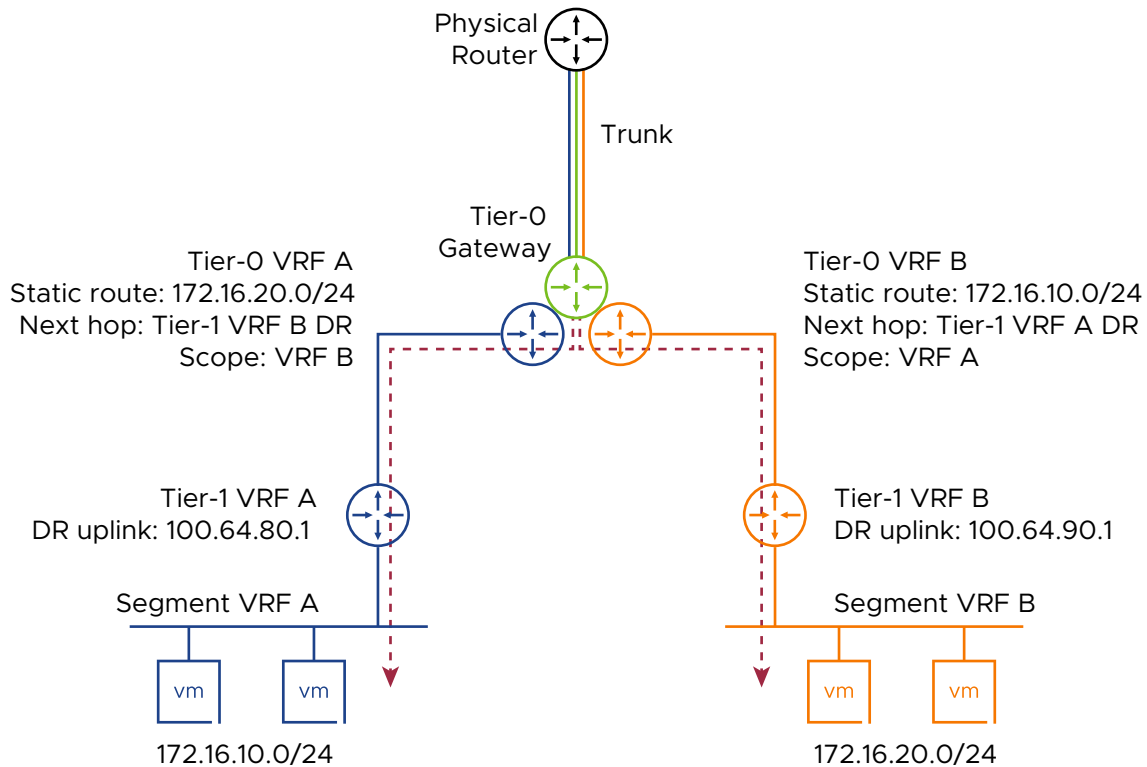 Physical
Router
Trunk
Tier-0
Gateway
Tier-0 VRF A
Static route: 172.16.20.0/24
Next hop: Tier-1 VRF B DR
Scope: VRF B
Tier-0 VRF B
Static route: 172.16.10.0/24
Next hop: Tier-1 VRF A DR
Scope: VRF A
Tier-1 VRF A
DR uplink: 100.64.80.1
Tier-1 VRF B
DR uplink: 100.64.90.1
Segment VRF A
Segment VRF B
vm
vm
vm
vm
172.16.10.0/24
172.16.20.0/24